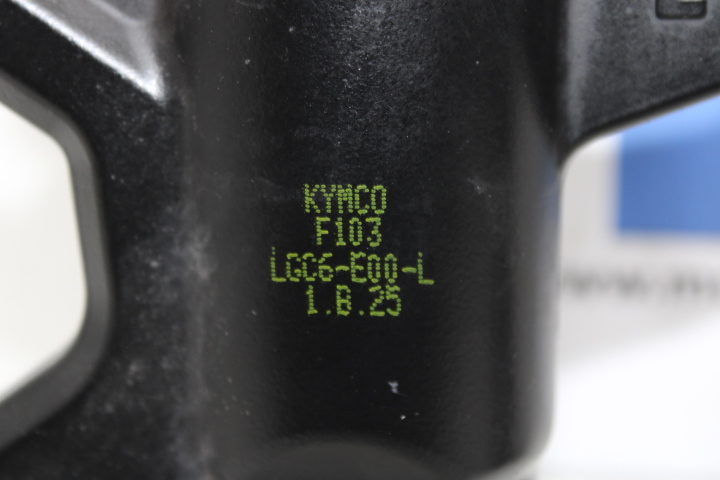 KYMCO
F103
LGC6-E00-L
1.B.25